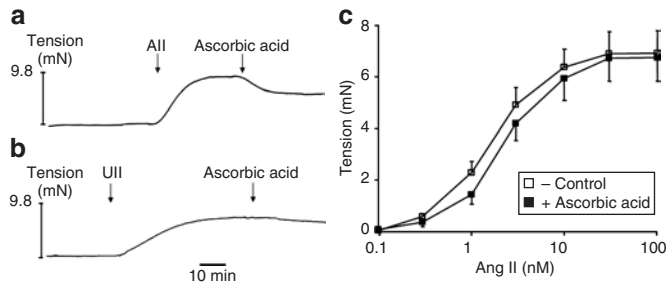 a
Tension
(mN)
AII
Ascorbic acid
9.8
b
Tension
(mN)
UII
Ascorbic acid
9.8
10 min
c
Tension (mN)
8
6
4
2
0
0.1
1
10
100
Ang II (nM)
– Control
+ Ascorbic acid